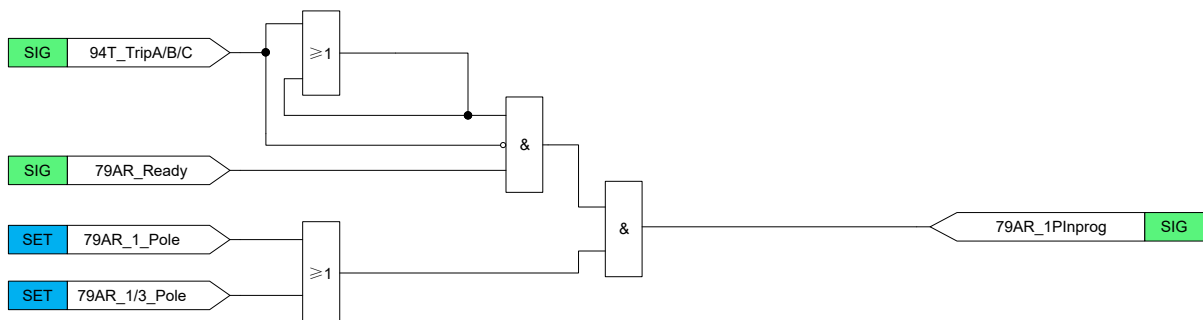 SIG 94T_TripA/B/C
≥1
&
SIG 79AR_Ready
&
79AR_1PInprog SIG
SET 79AR_1_Pole
≥1
SET 79AR_1/3_Pole